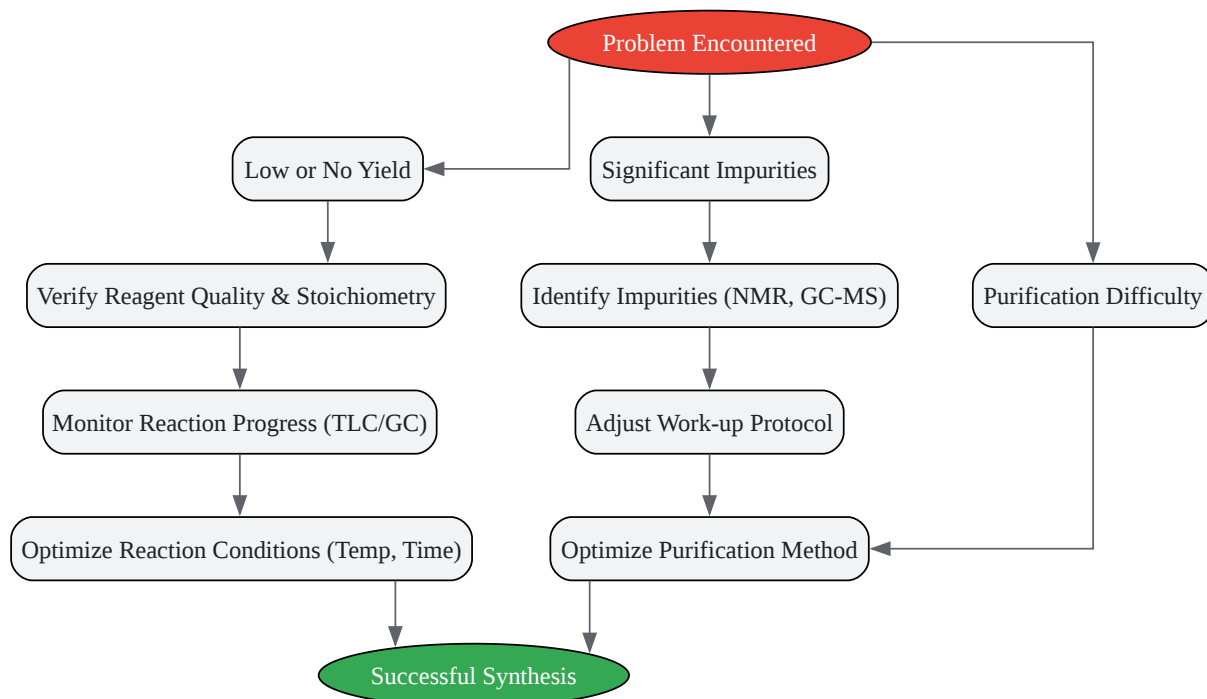 Problem Encountered
Low or No Yield
Significant Impurities
Verify Reagent Quality & Stoichiometry
Identify Impurities (NMR, GC-MS)
Purification Difficulty
Monitor Reaction Progress (TLC/GC)
Adjust Work-up Protocol
Optimize Reaction Conditions (Temp, Time)
Optimize Purification Method
Successful Synthesis